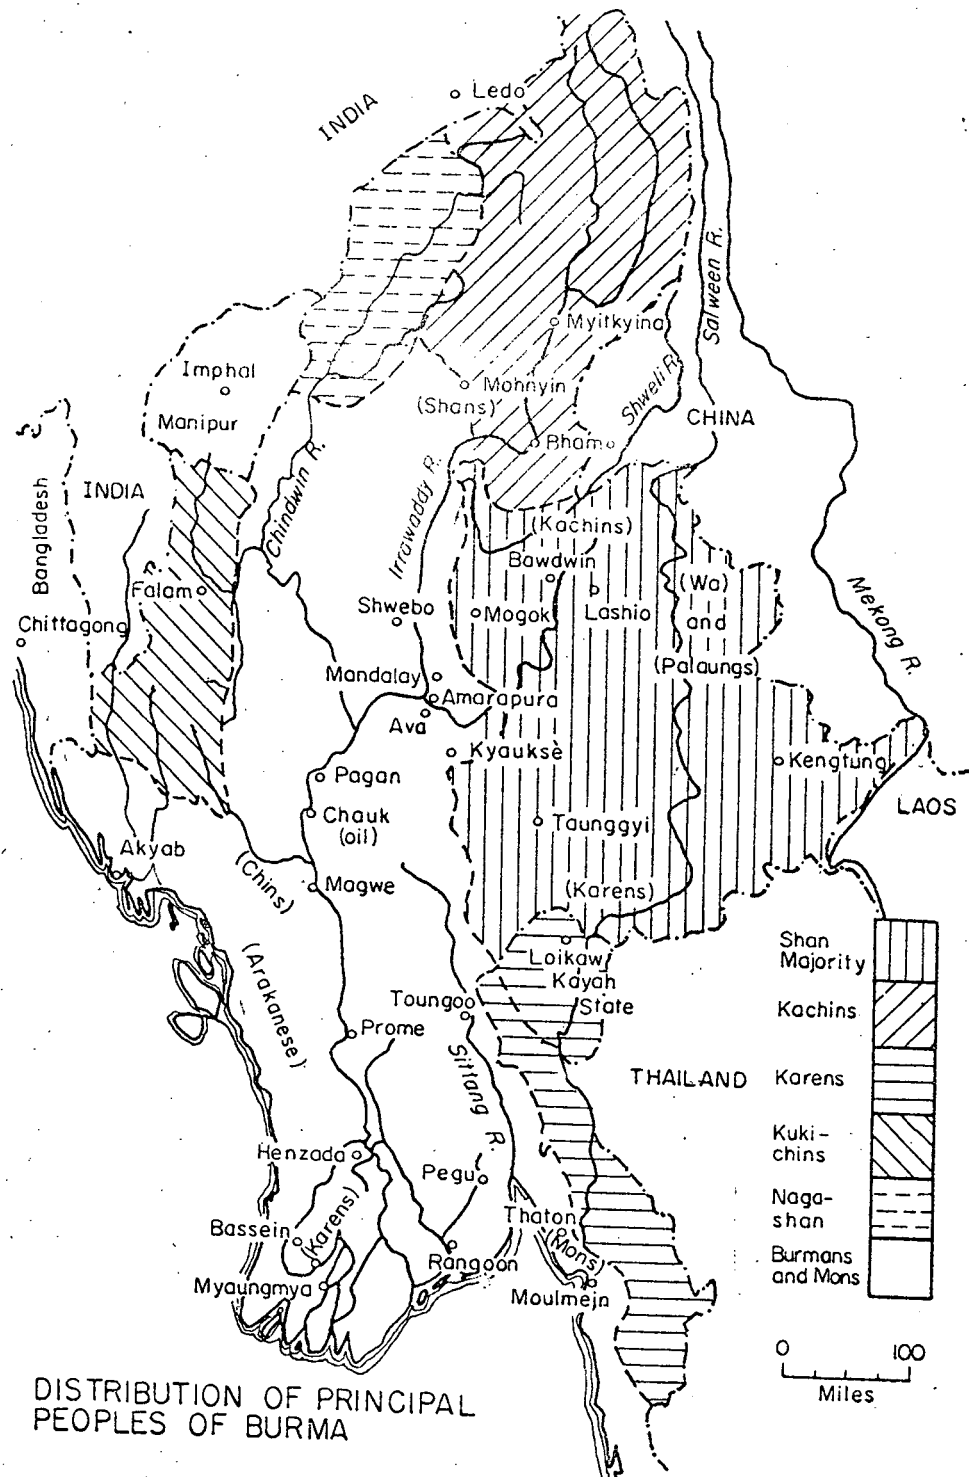 INDIA
Ledo
Salween R.
Myitkyina
Imphal
Mohnyin
(Shans)
Shweli R.
Manipur
CHINA
Bhamo
Chindwin R.
Irrawaddy R.
INDIA
Bangladesh
(Kachins)
Bawdwin
Falam
Lashio
(Wa)
and
(Palaungs)
Mekong R.
Shwebo
Mogok
Chittagong
Mandalay
Amarapura
Ava
Kyauksè
Pagan
Kengtung
LAOS
Chauk
(oil)
Taunggyi
Akyab
(Chins)
Magwe
(Karens)
Loikaw
Kayah
State
(Arakanese)
Toungoo
Prome
Sittang R.
THAILAND
Henzada
Pegu
Bassein
(Karens)
Thaton
(Mons)
Rangoon
Myaungmya
Moulmein
Shan
Majority
Kachins
Karens
Kuki-
chins
Naga-
shan
Burmans
and Mons
0 100
Miles
DISTRIBUTION OF PRINCIPAL
PEOPLES OF BURMA